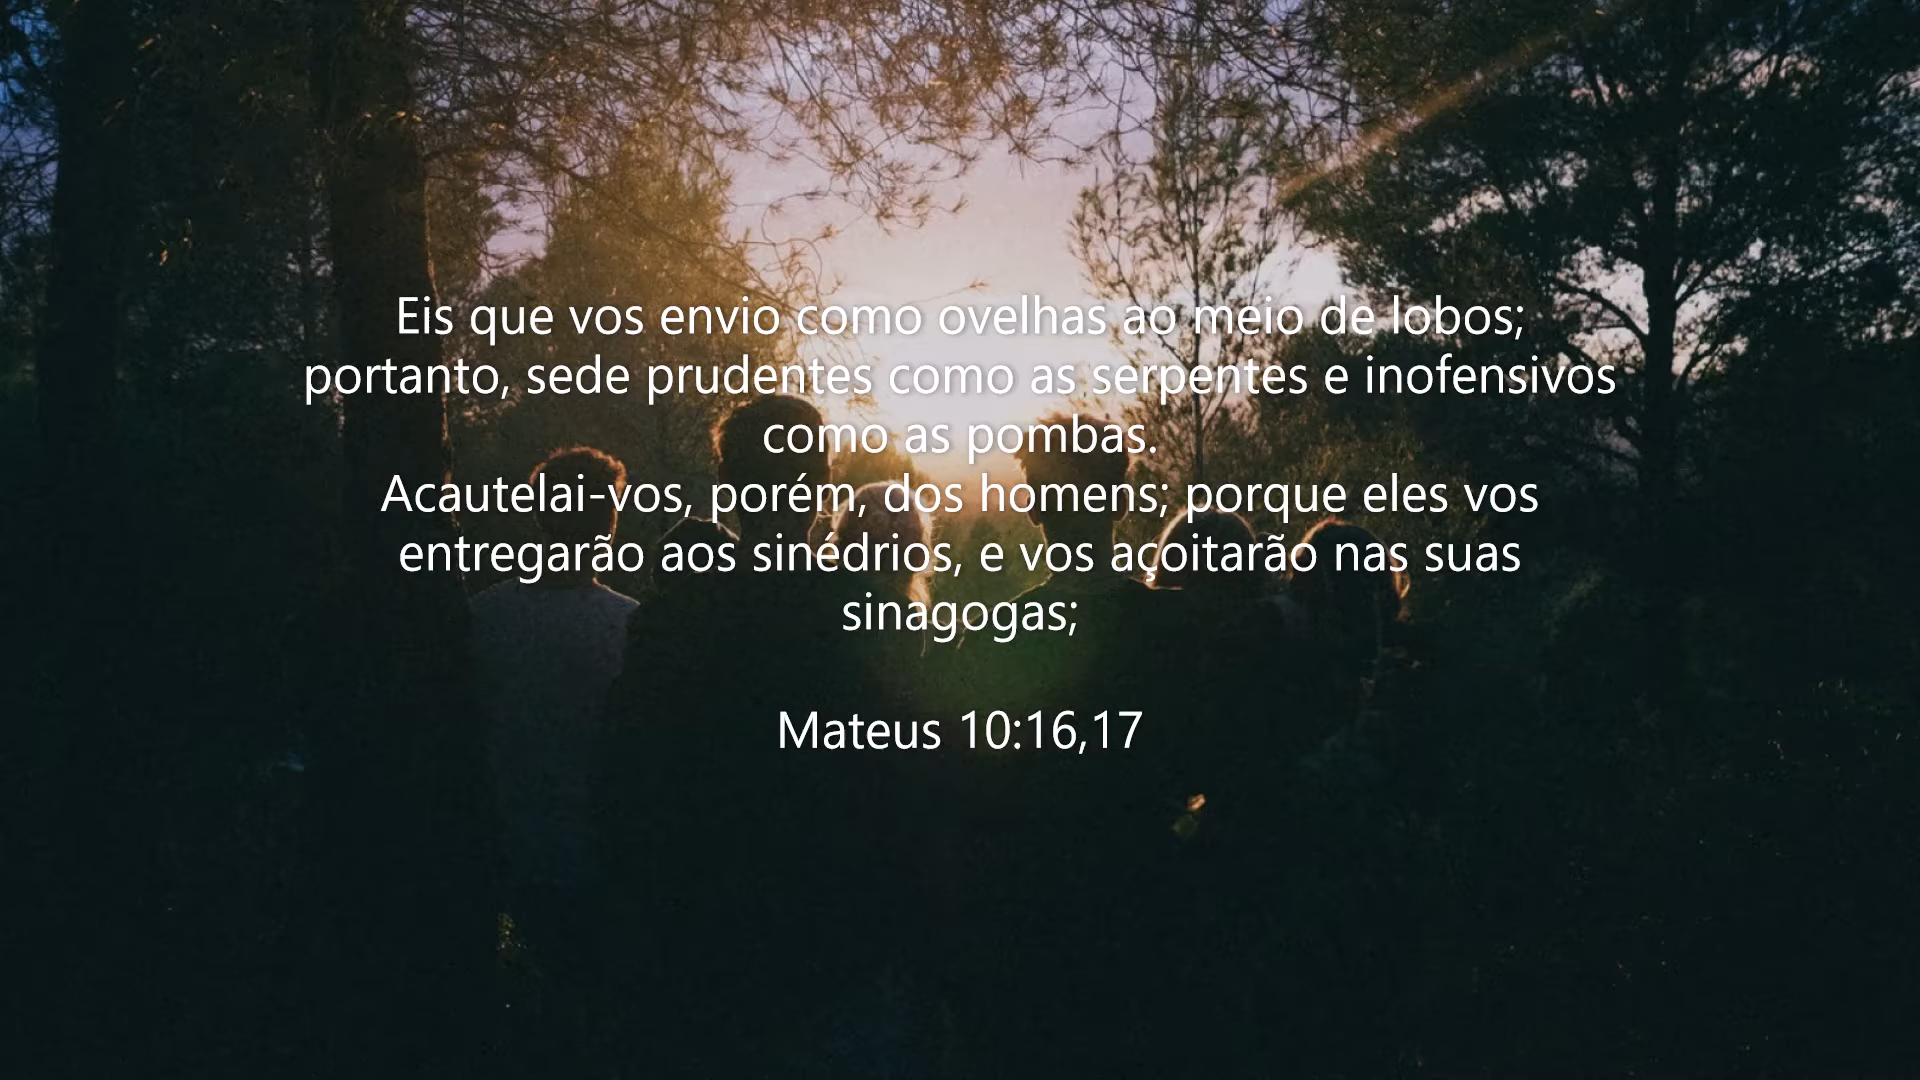 Eis que vos envio como ovelhas ao meio de lobos;
portanto, sede prudentes como as serpentes e inofensivos
como as pombas.
Acautelai-vos, porém, dos homens; porque eles vos
entregarão aos sinédrios, e vos açoitarão nas suas
sinagogas;
Mateus 10:16,17